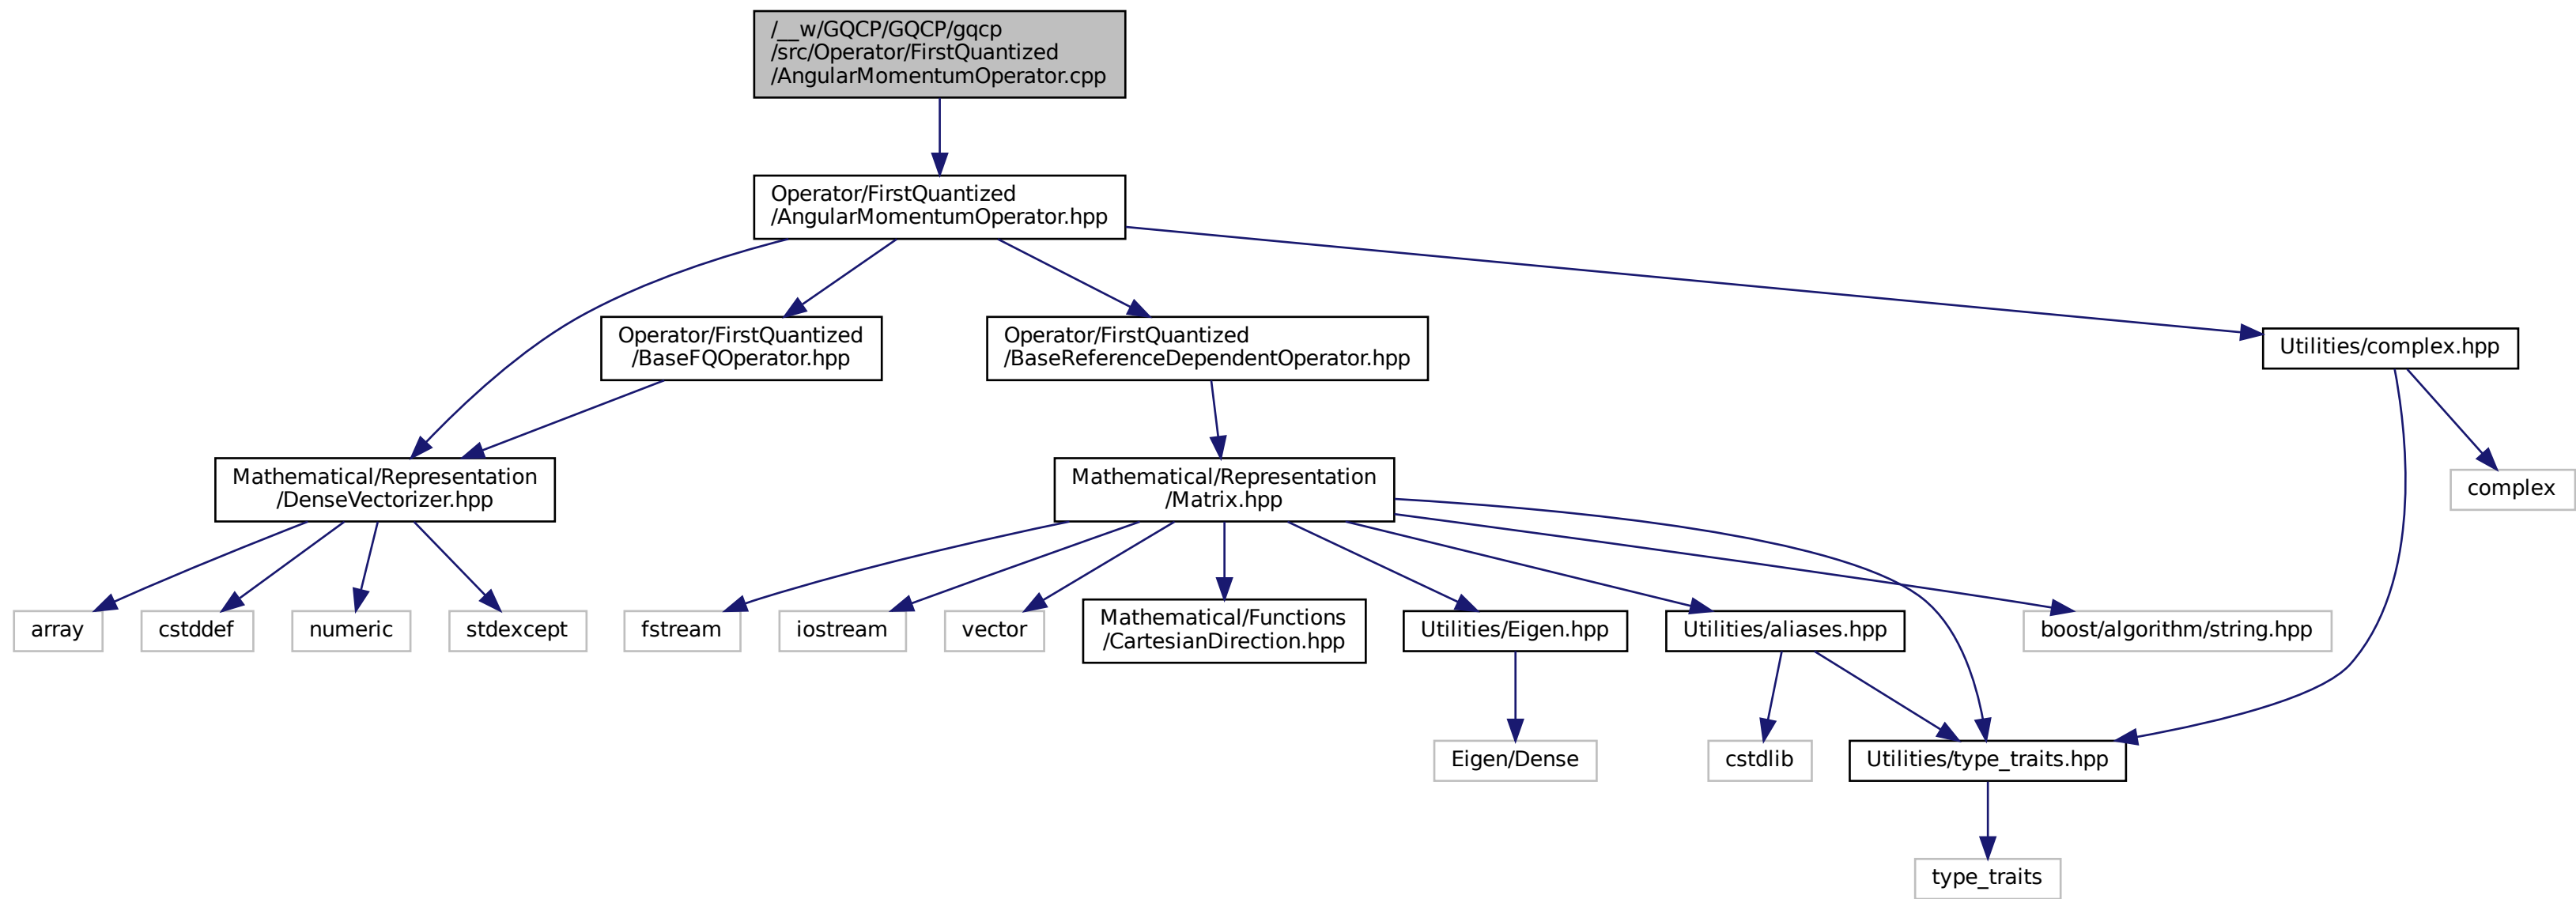 /__w/GQCP/GQCP/gqcp
/src/Operator/FirstQuantized
/AngularMomentumOperator.cpp
Operator/FirstQuantized
/AngularMomentumOperator.hpp
Operator/FirstQuantized
/BaseFQOperator.hpp
Operator/FirstQuantized
/BaseReferenceDependentOperator.hpp
Utilities/complex.hpp
Mathematical/Representation
/DenseVectorizer.hpp
Mathematical/Representation
/Matrix.hpp
complex
array
cstddef
numeric
stdexcept
fstream
iostream
vector
Mathematical/Functions
/CartesianDirection.hpp
Utilities/Eigen.hpp
Utilities/aliases.hpp
boost/algorithm/string.hpp
Eigen/Dense
cstdlib
Utilities/type_traits.hpp
type_traits